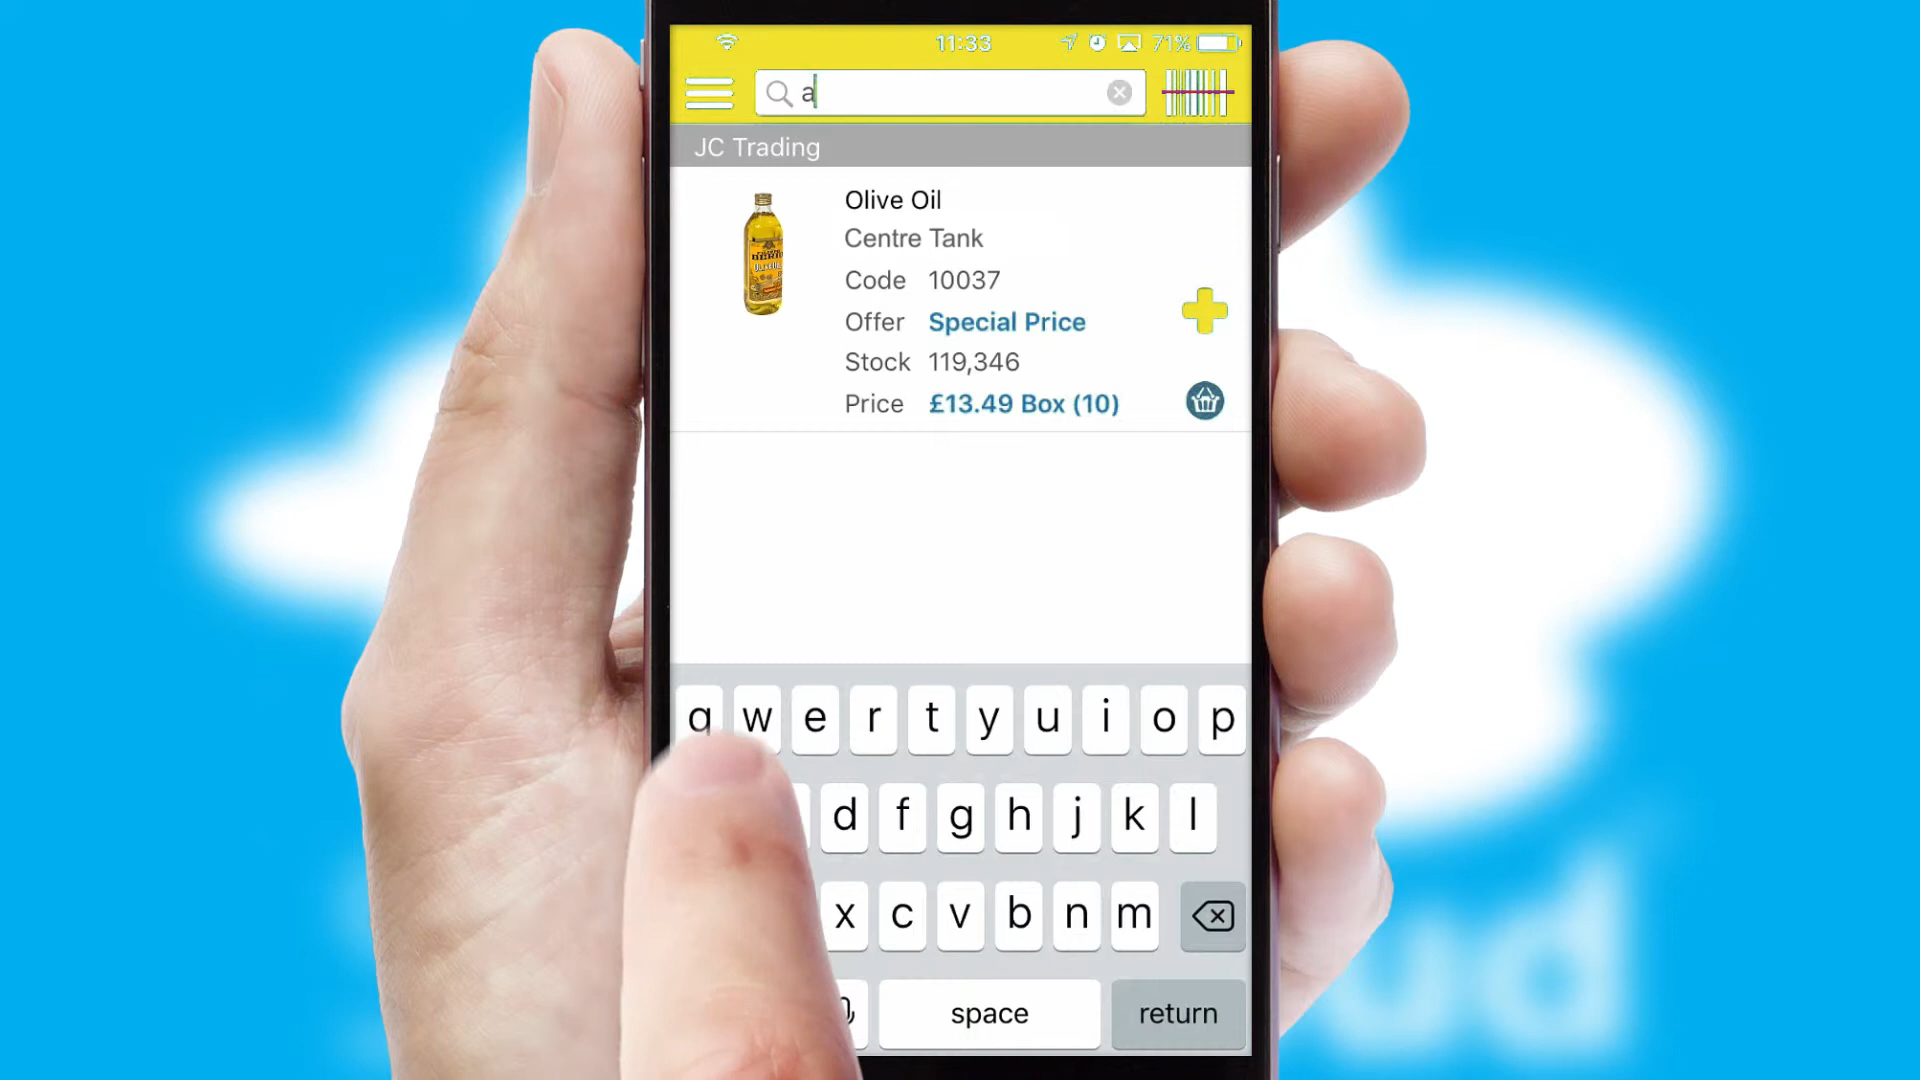 11:33 71%
a
JC Trading
Olive Oil
Centre Tank
Code 10037
Offer Special Price
Stock 119,346
Price £13.49 Box (10)
q w e r t y u i o p
d f g h j k l
x c v b n m
space return
ud